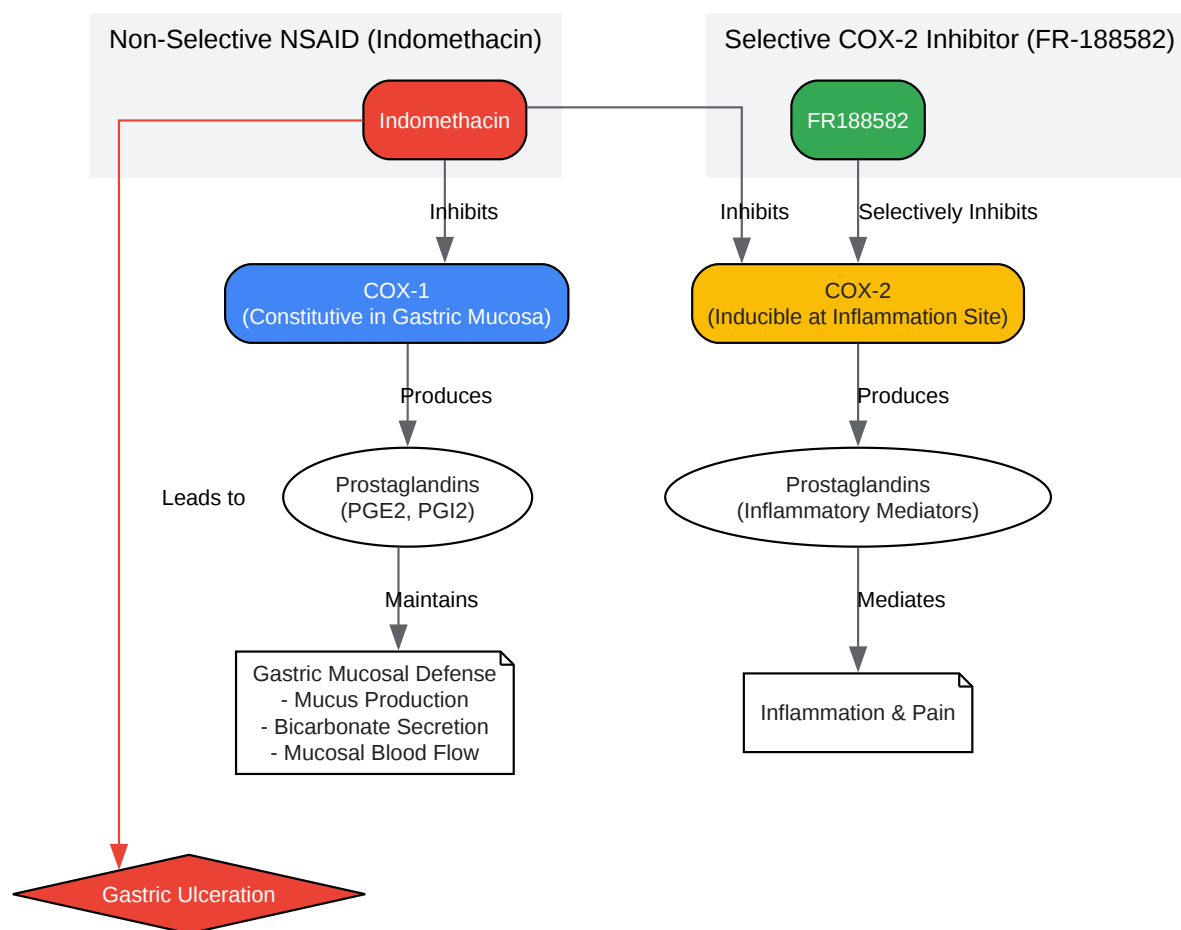 Non-Selective NSAID (Indomethacin)
Selective COX-2 Inhibitor (FR-188582)
Indomethacin
FR188582
Inhibits
Inhibits
Selectively Inhibits
COX-1
(Constitutive in Gastric Mucosa)
COX-2
(Inducible at Inflammation Site)
Produces
Produces
Leads to
Prostaglandins
(PGE2, PGI2)
Prostaglandins
(Inflammatory Mediators)
Maintains
Mediates
Gastric Mucosal Defense
- Mucus Production
- Bicarbonate Secretion
- Mucosal Blood Flow
Inflammation & Pain
Gastric Ulceration